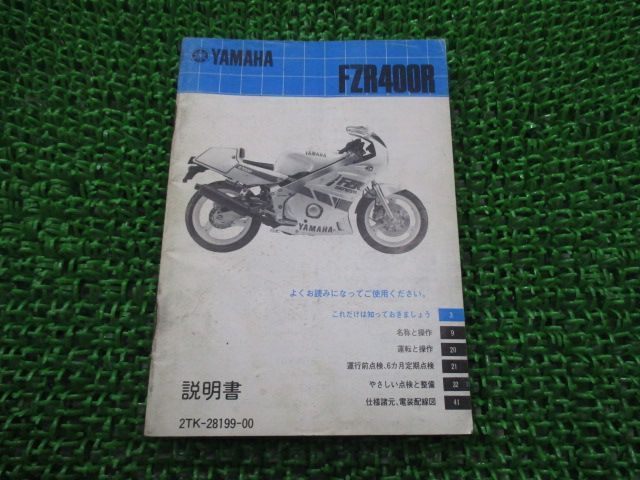 YAMAHA
FZR400R
YAMAHA
FZR
YAMAHA
よくお読みになってご使用ください。
これだけは知っておきましょう 3
名称と操作 9
運転と操作 20
運行前点検、6カ月定期点検 21
やさしい点検と整備 22
仕様諸元、電装配線図 41
説明書
2TK-28199-00